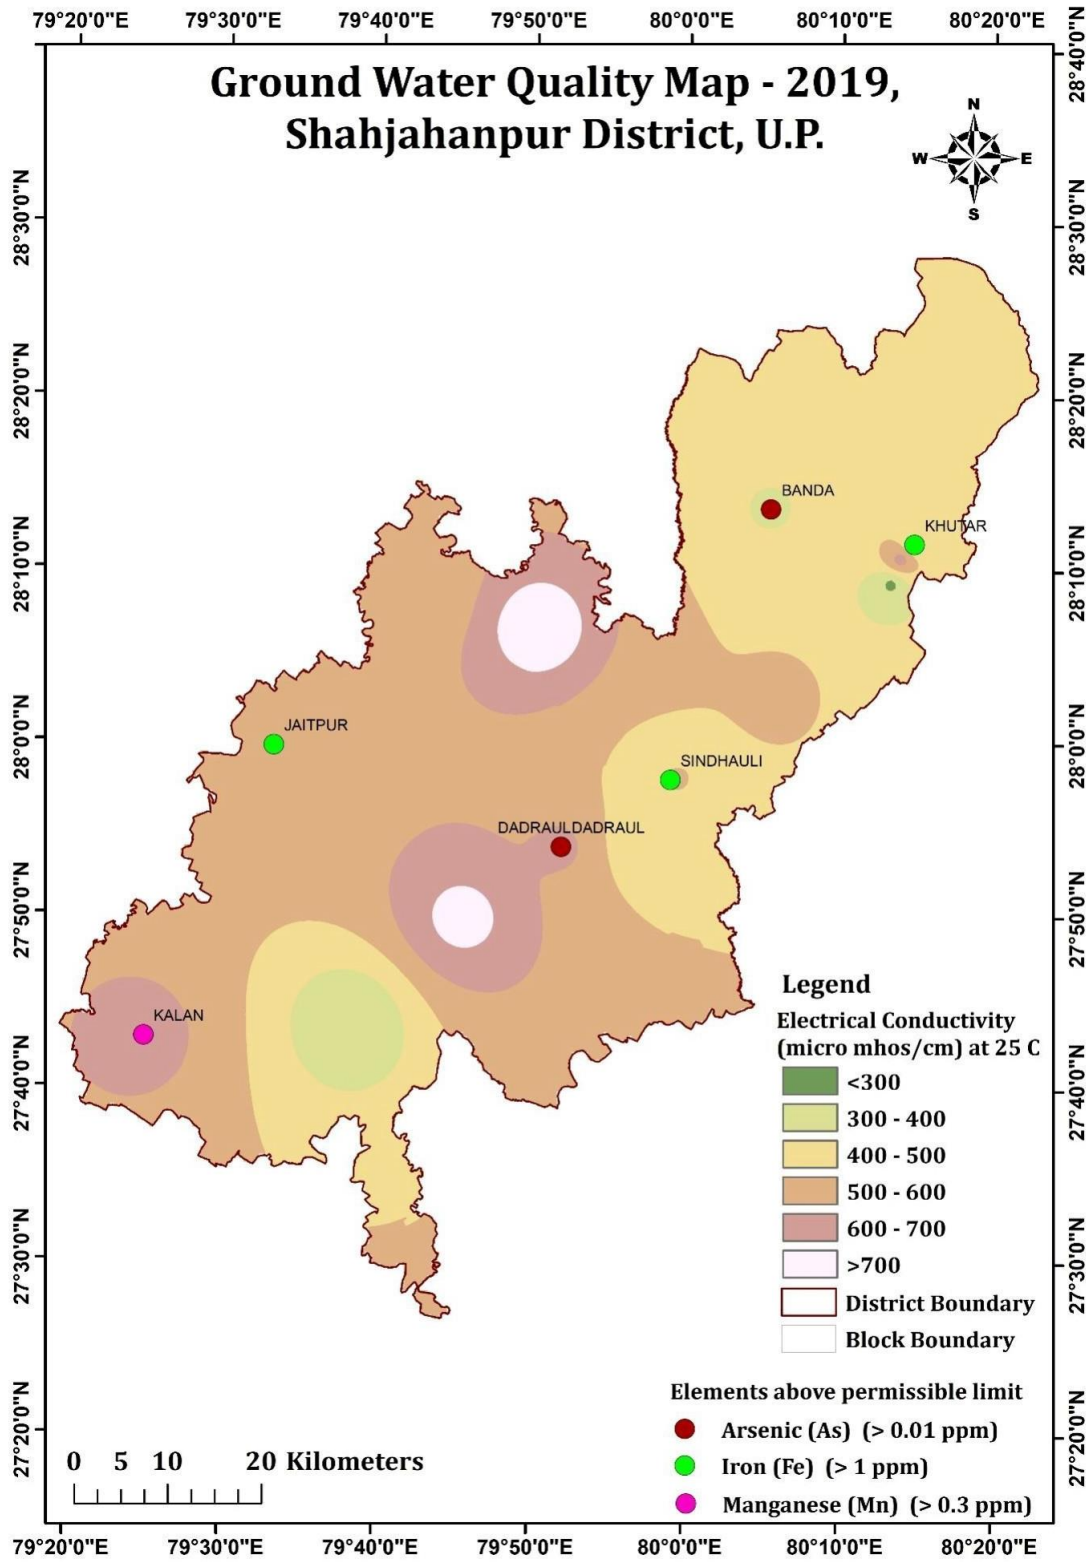 79°20'0"E 79°30'0"E 79°40'0"E 79°50'0"E 80°0'0"E 80°10'0"E 80°20'0"E
Ground Water Quality Map - 2019,
Shahjahanpur District, U.P.
N
W E
S
28°40'0"N
28°30'0"N 28°30'0"N
28°20'0"N 28°20'0"N
BANDA
KHUTAR
28°10'0"N 28°10'0"N
JAITPUR
28°0'0"N 28°0'0"N
SINDHAULI
DADRAULDADRAUL
27°50'0"N 27°50'0"N
KALAN
27°40'0"N 27°40'0"N
27°30'0"N 27°30'0"N
27°20'0"N 27°20'0"N
Legend
Electrical Conductivity
(micro mhos/cm) at 25 C
<300
300 - 400
400 - 500
500 - 600
600 - 700
>700
District Boundary
Block Boundary
Elements above permissible limit
Arsenic (As) (> 0.01 ppm)
Iron (Fe) (> 1 ppm)
Manganese (Mn) (> 0.3 ppm)
0 5 10 20 Kilometers
79°20'0"E 79°30'0"E 79°40'0"E 79°50'0"E 80°0'0"E 80°10'0"E 80°20'0"E